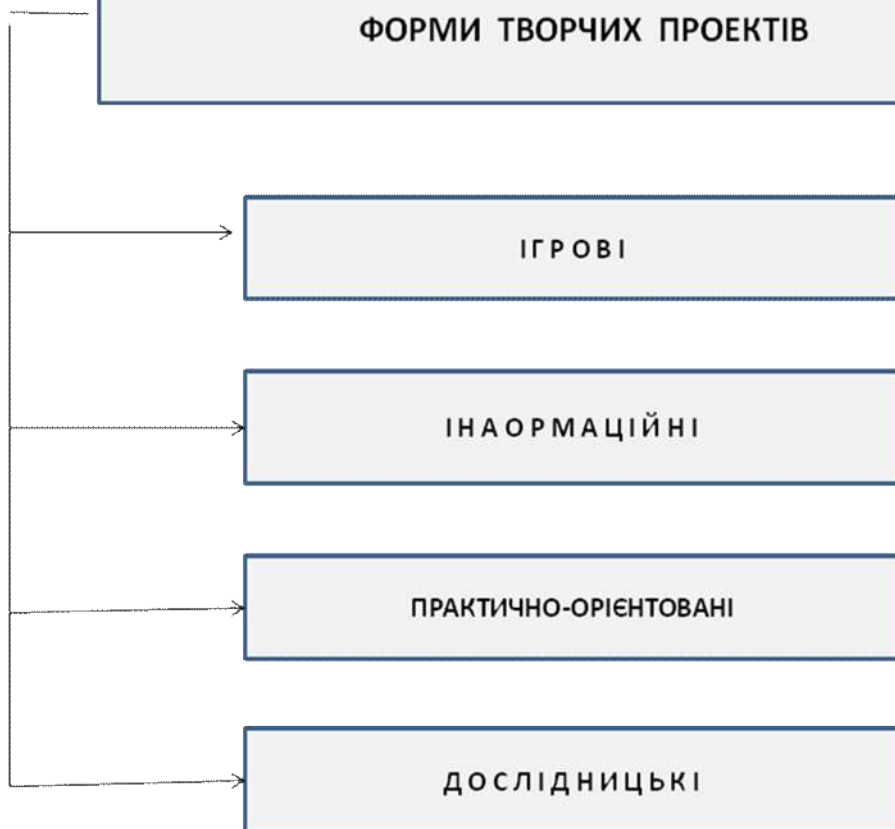 ФОРМИ ТВОРЧИХ ПРОЕКТІВ
ІГРОВІ
ІНАОРМАЦІЙНІ
ПРАКТИЧНО-ОРІЄНТОВАНІ
ДОСЛІДНИЦЬКІ